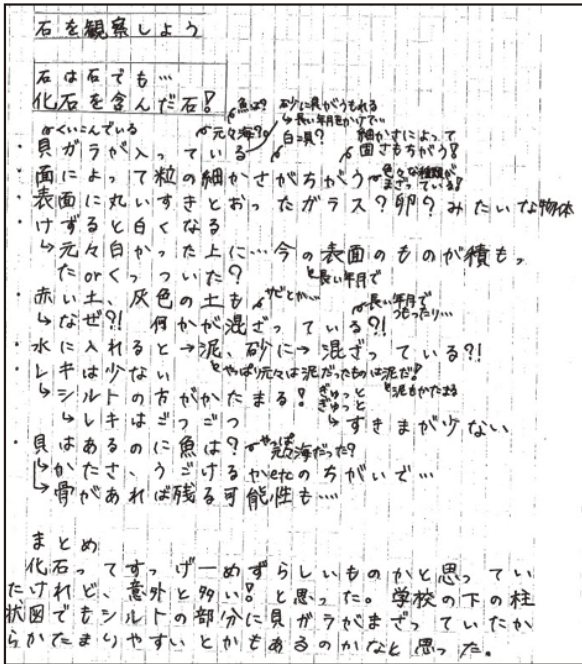 石を観察しよう
石は石でも…
化石を含んだ石!
魚は?
砂に貝がうもれる
↳長い年月をかけて…
くいこんでいる
元々海?
白=貝?
細かさによって
固さもちがう!
・貝ガラが入っている
・面によって粒の細かさがちがう
色々な種類が
まざっている!
・表面に丸いすきとおったガラス?卵?みたいな物体
・けずると白くなる
↳元々白かった上に…今の表面のものが積もっ
たorくっついた?
↳長い年月で
・赤い土、灰色の土も
サビとか…
長い年月で
つもったり…
↳なぜ?!何かが混ざっている?!
・水に入れると→泥、砂に→混ざっている?!
・レキは少ない
↳やっぱり元々は泥だったものは泥だ!
↳シルトの方がかたまる!
ぎゅっと
ぎゅっと
↳泥もかたまる
↳レキはごつごつ
↳すきまが少ない
・貝はあるのに魚は?
やっぱ
元々海だった?
↳かたさ、うごけるかetcのちがいで…
↳骨があれば残る可能性も…
まとめ
化石ってすっげーめずらしいものかと思ってい
たけれど、意外と多い!と思った。学校の下の柱
状図でもシルトの部分に貝ガラがまざっていたか
らかたまりやすいとかもあるのかなと思った。